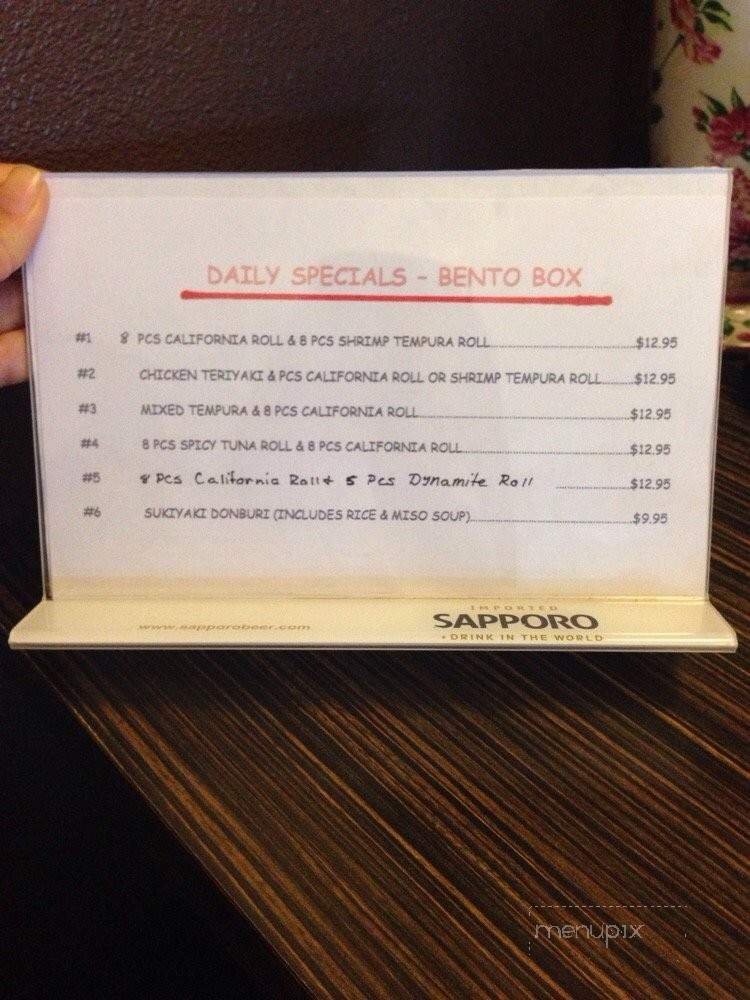 DAILY SPECIALS - BENTO BOX
#1 8 PCS CALIFORNIA ROLL & 8 PCS SHRIMP TEMPURA ROLL $12.95
#2 CHICKEN TERIYAKI & PCS CALIFORNIA ROLL OR SHRIMP TEMPURA ROLL $12.95
#3 MIXED TEMPURA & 8 PCS CALIFORNIA ROLL $12.95
#4 8 PCS SPICY TUNA ROLL & 8 PCS CALIFORNIA ROLL $12.95
#5 8 Pcs California Roll & 5 Pcs Dynamite Roll $12.95
#6 SUKIYAKI DONBURI (INCLUDES RICE & MISO SOUP) $9.95
IMPORTED
www.sapporobeer.com SAPPORO
DRINK IN THE WORLD
menupix